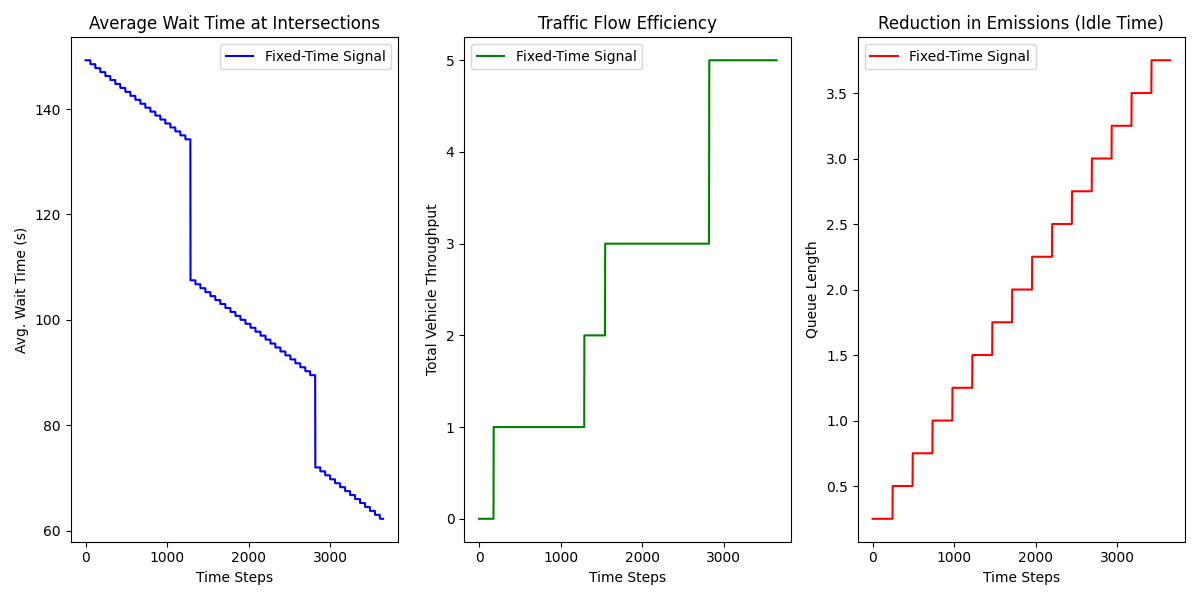 Average Wait Time at Intersections
Fixed-Time Signal
Avg. Wait Time (s)
140
120
100
80
60
0 1000 2000 3000
Time Steps
Traffic Flow Efficiency
Fixed-Time Signal
Total Vehicle Throughput
5
4
3
2
1
0
0 1000 2000 3000
Time Steps
Reduction in Emissions (Idle Time)
Fixed-Time Signal
Queue Length
3.5
3.0
2.5
2.0
1.5
1.0
0.5
0 1000 2000 3000
Time Steps